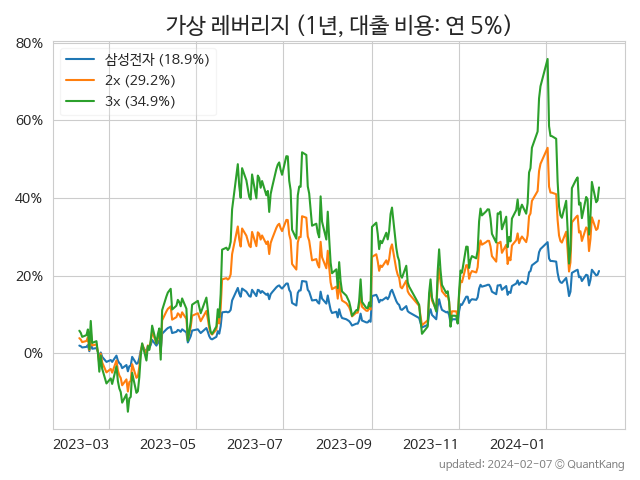 가상 레버리지 (1년, 대출 비용: 연 5%)
80%
60%
40%
20%
0%
삼성전자 (18.9%)
2x (29.2%)
3x (34.9%)
2023-03 2023-05 2023-07 2023-09 2023-11 2024-01
updated: 2024-02-07 © QuantKang